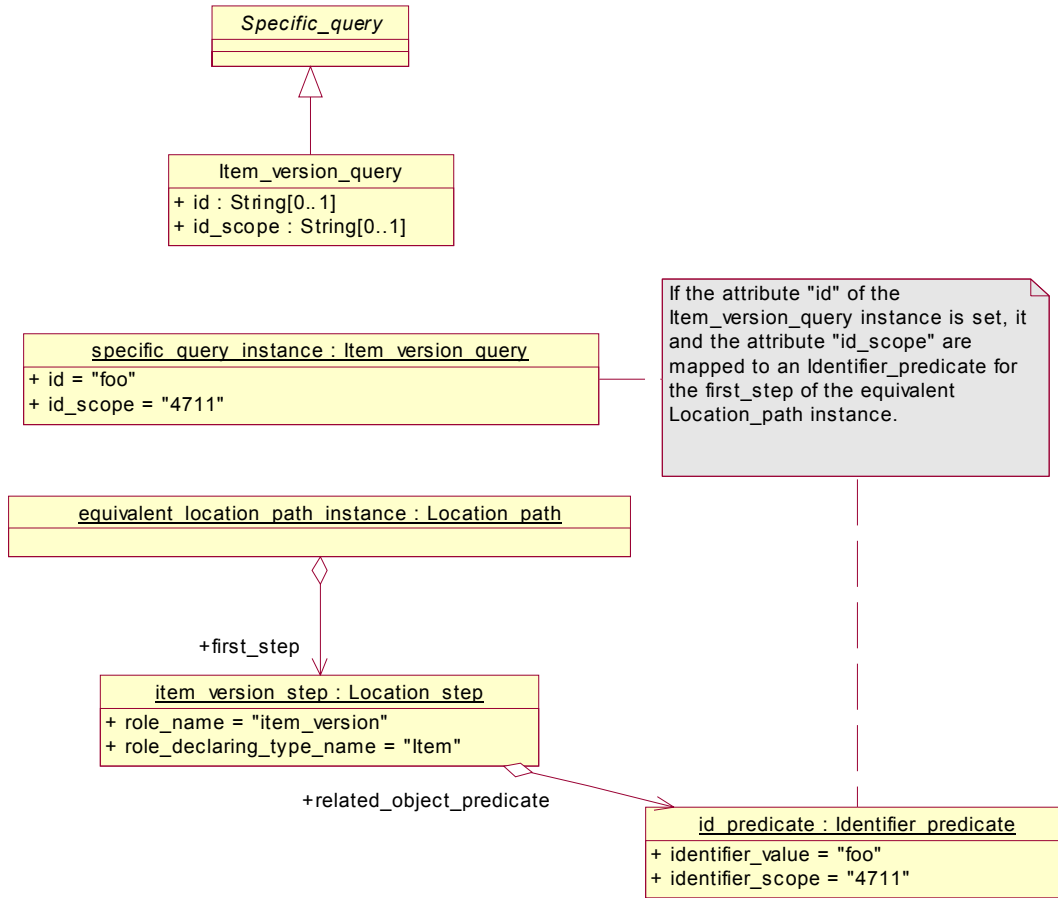 Specific_query
Item_version_query
+ id : String[0..1]
+ id_scope : String[0..1]
If the attribute "id" of the
Item_version_query instance is set, it
and the attribute "id_scope" are
mapped to an Identifier_predicate for
the first_step of the equivalent
Location_path instance.
specific_query_instance : Item_version_query
+ id = "foo"
+ id_scope = "4711"
equivalent_location_path_instance : Location_path
+first_step
item_version_step : Location_step
+ role_name = "item_version"
+ role_declaring_type_name = "Item"
+related_object_predicate
id_predicate : Identifier_predicate
+ identifier_value = "foo"
+ identifier_scope = "4711"